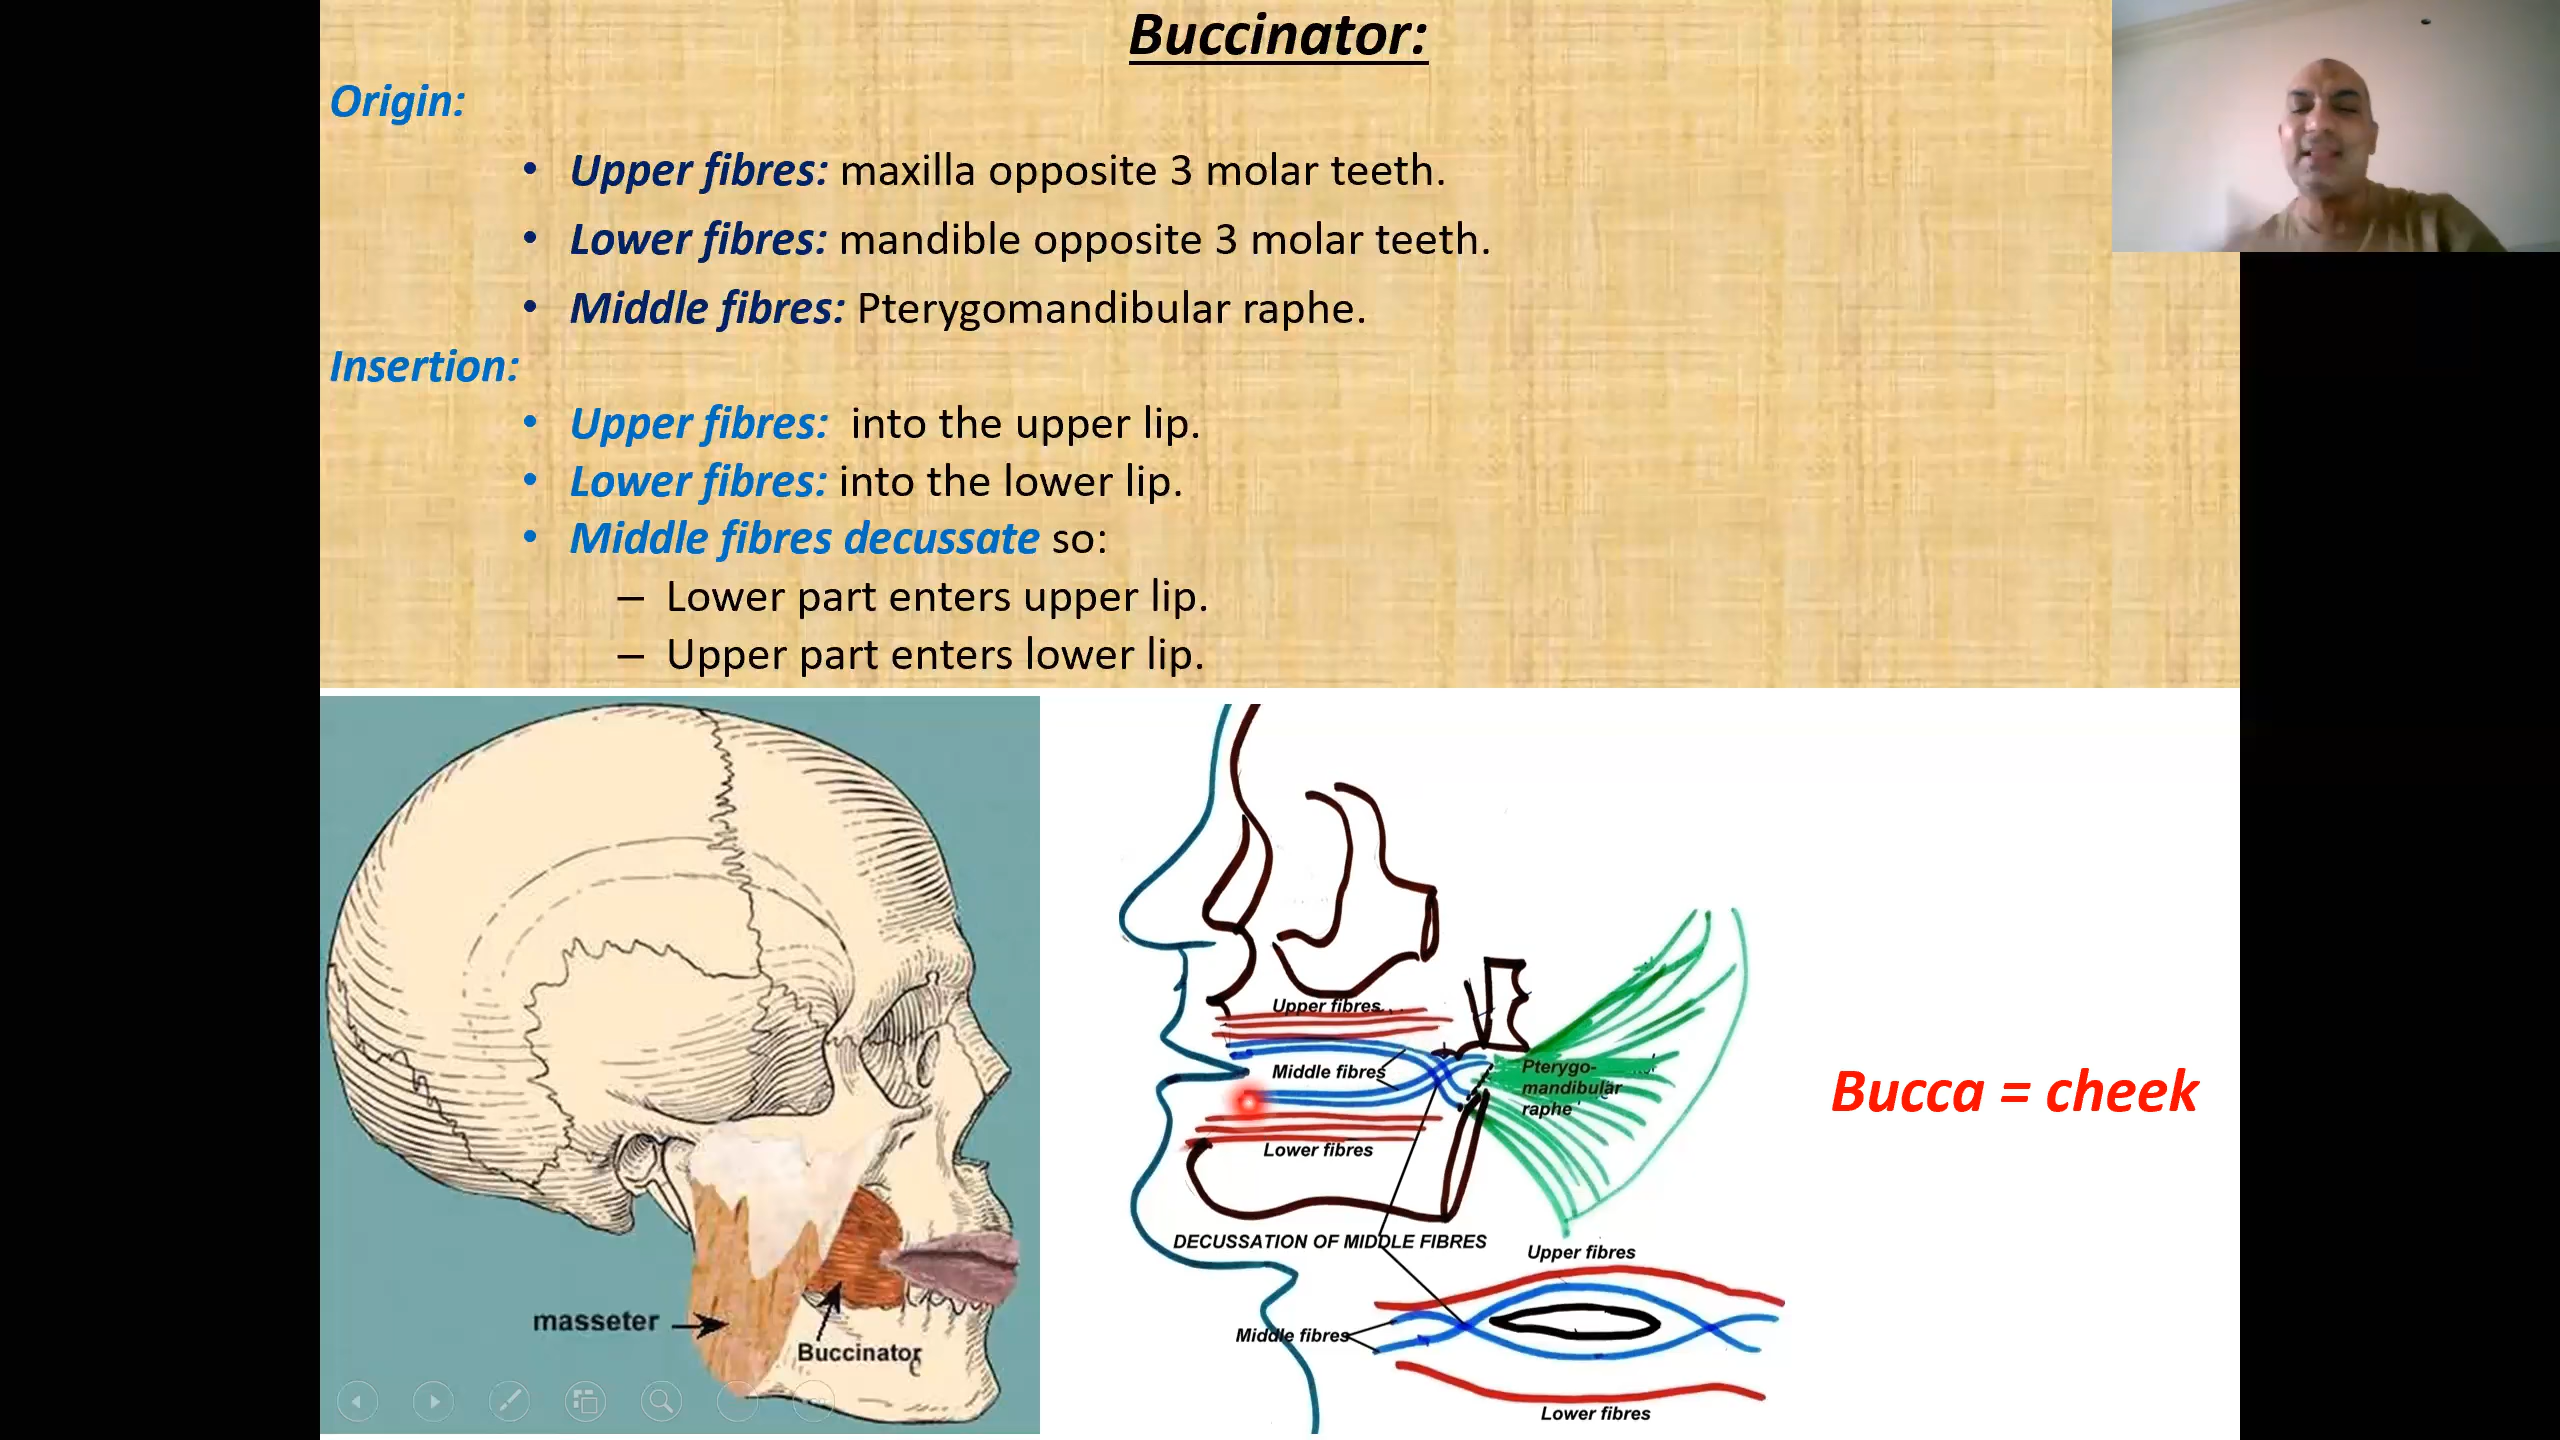 Buccinator:
Origin:
• Upper fibres: maxilla opposite 3 molar teeth.
• Lower fibres: mandible opposite 3 molar teeth.
• Middle fibres: Pterygomandibular raphe.
Insertion:
• Upper fibres: into the upper lip.
• Lower fibres: into the lower lip.
• Middle fibres decussate so:
– Lower part enters upper lip.
– Upper part enters lower lip.
masseter
Buccinator
Upper fibres
Middle fibres
Pterygo-
mandibular
raphe
Lower fibres
DECUSSATION OF MIDDLE FIBRES
Upper fibres
Middle fibres
Lower fibres
Bucca = cheek